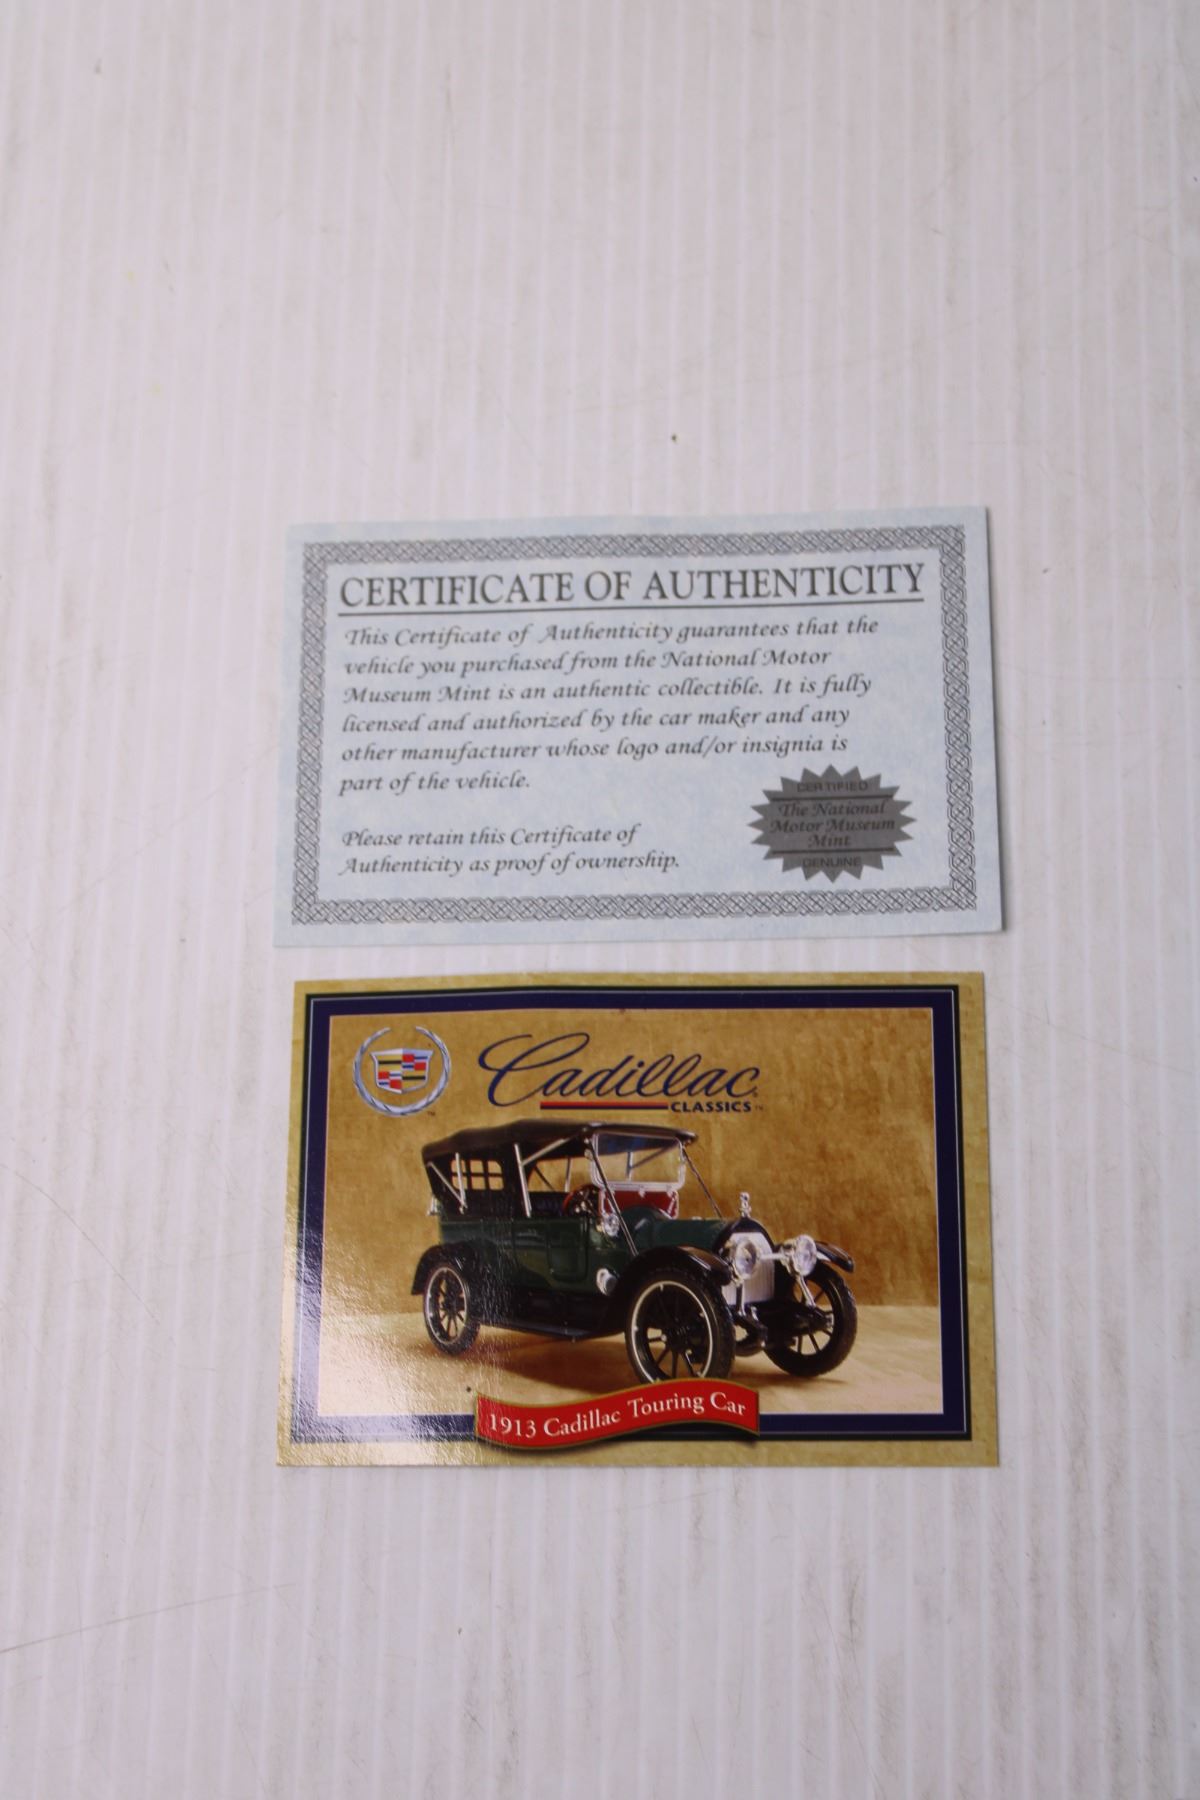 CERTIFICATE OF AUTHENTICITY
This Certificate of Authenticity guarantees that the
vehicle you purchased from the National Motor
Museum Mint is an authentic collectible. It is fully
licensed and authorized by the car maker and any
other manufacturer whose logo and/or insignia is
part of the vehicle.
Please retain this Certificate of
Authenticity as proof of ownership.
CERTIFIED
The National
Motor Museum
Mint
GENUINE
Cadillac
CLASSICS™
1913 Cadillac Touring Car